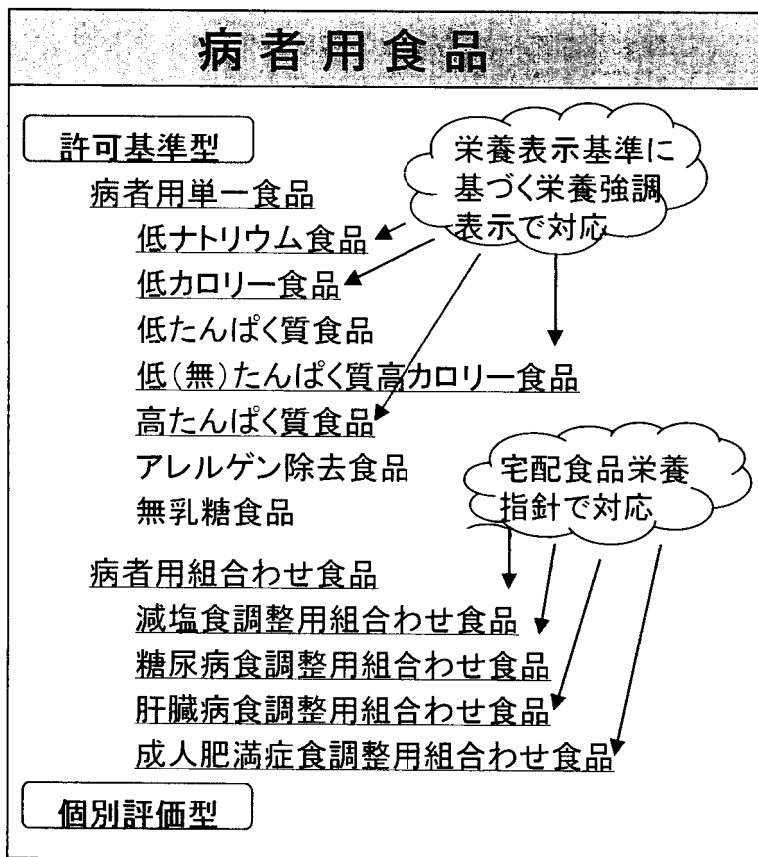 病者用食品
許可基準型
栄養表示基準に
基づく栄養強調
表示で対応
病者用単一食品
低ナトリウム食品
低カロリー食品
低たんぱく質食品
低(無)たんぱく質高カロリー食品
高たんぱく質食品
アレルゲン除去食品
無乳糖食品
宅配食品栄養
指針で対応
病者用組合わせ食品
減塩食調整用組合わせ食品
糖尿病食調整用組合わせ食品
肝臓病食調整用組合わせ食品
成人肥満症食調整用組合わせ食品
個別評価型